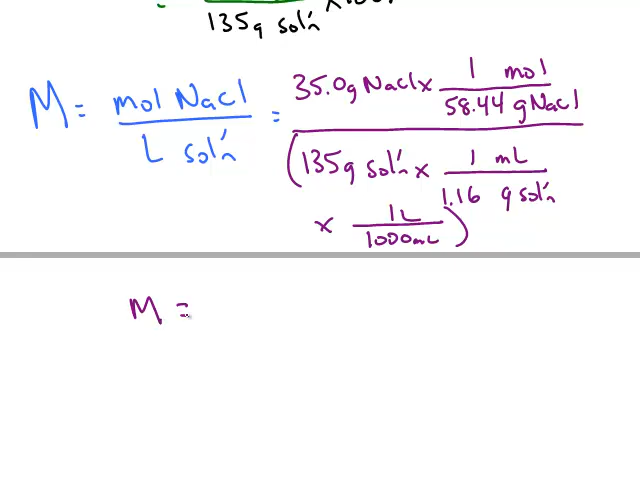 135g sol'n x100
M = mol NaCl / L sol'n = 35.0g NaCl x 1 mol / 58.44 g NaCl
(135g sol'n x 1 mL / 1.16 g sol'n
x 1L / 1000mL)
M =